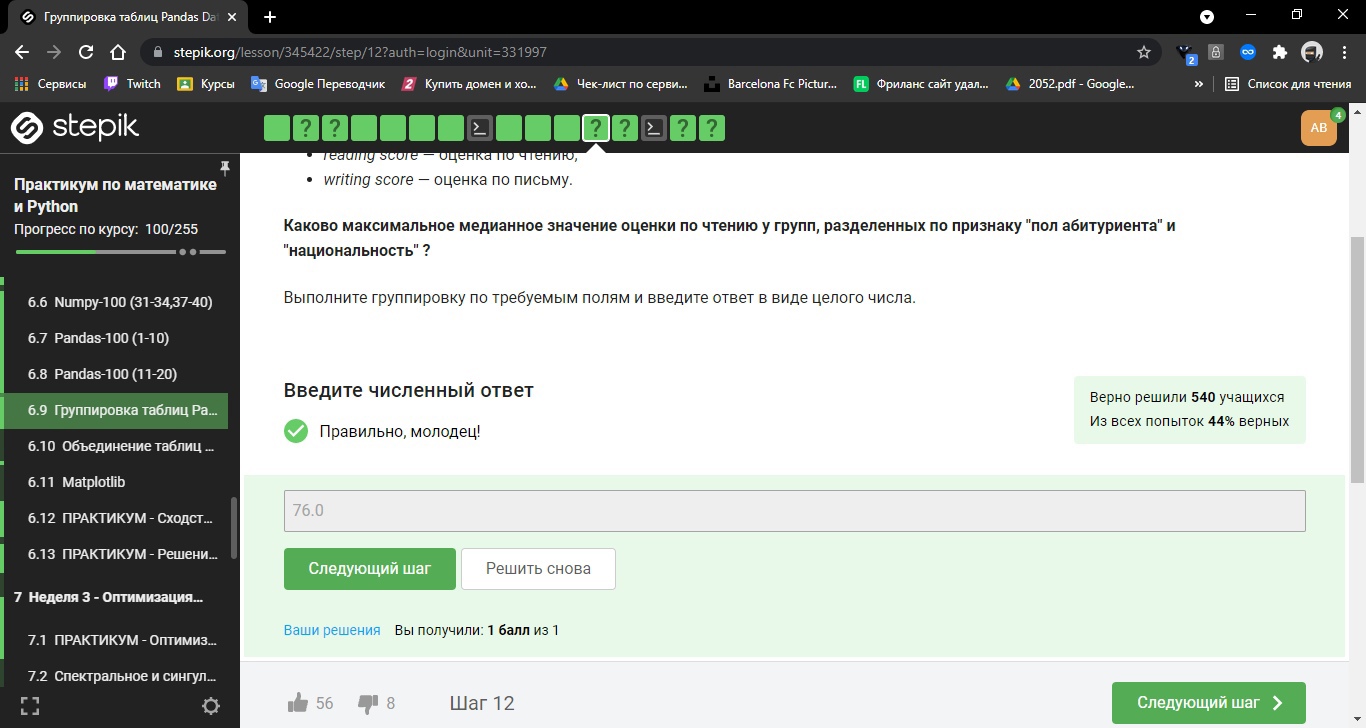 Группировка таблиц Pandas Da
stepik.org/lesson/345422/step/12?auth=login&unit=331997
2
Сервисы
Twitch
Курсы
Google Переводчик
Купить домен и хо...
Чек-лист по серви...
Barcelona Fc Pictur...
FL Фриланс сайт удал...
2052.pdf - Google...
»
Список для чтения
stepik
? ? ? ? ? ?
AB
4
Практикум по математике
и Python
Прогресс по курсу: 100/255
6.6 Numpy-100 (31-34,37-40)
6.7 Pandas-100 (1-10)
6.8 Pandas-100 (11-20)
6.9 Группировка таблиц Pa...
6.10 Объединение таблиц ...
6.11 Matplotlib
6.12 ПРАКТИКУМ - Сходст...
6.13 ПРАКТИКУМ - Решени...
7 Неделя 3 - Оптимизация...
7.1 ПРАКТИКУМ - Оптимиз...
7.2 Спектральное и сингул...
• reading score — оценка по чтению;
• writing score — оценка по письму.
Каково максимальное медианное значение оценки по чтению у групп, разделенных по признаку "пол абитуриента" и
"национальность" ?
Выполните группировку по требуемым полям и введите ответ в виде целого числа.
Введите численный ответ
Правильно, молодец!
Верно решили 540 учащихся
Из всех попыток 44% верных
76.0
Следующий шаг
Решить снова
Ваши решения Вы получили: 1 балл из 1
56
8
Шаг 12
Следующий шаг